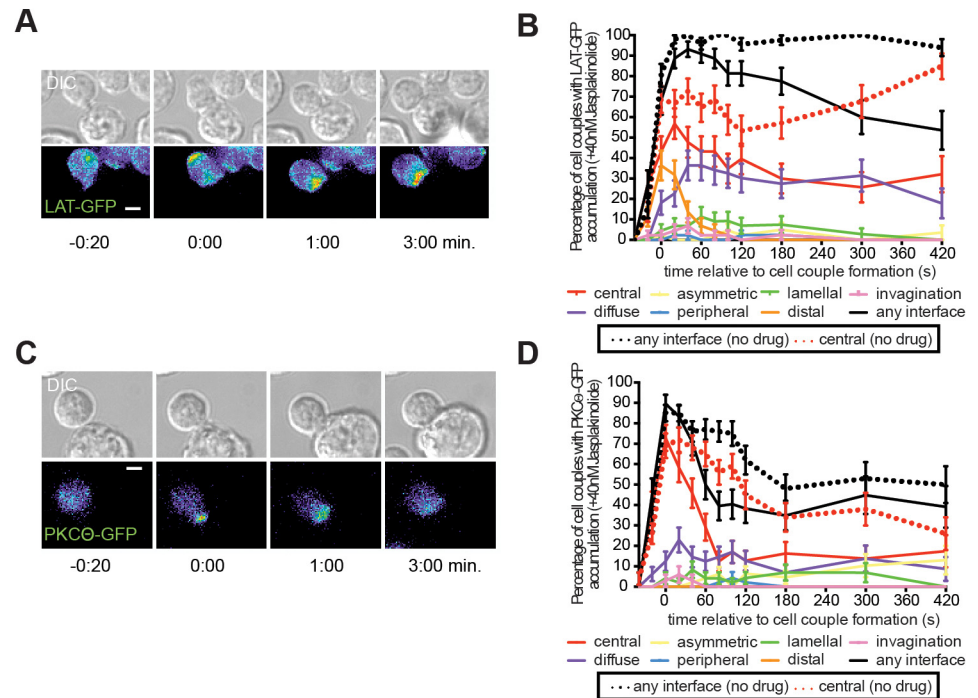 A
DIC
LAT-GFP
-0:20 0:00 1:00 3:00 min.
B
Percentage of cell couples with LAT-GFP
accumulation (+40nMJasplakinolide)
100
90
80
70
60
50
40
30
20
10
0
0 60 120 180 240 300 360 420
time relative to cell couple formation (s)
central asymmetric lamellal invagination
diffuse peripheral distal any interface
any interface (no drug) central (no drug)
C
DIC
PKCΘ-GFP
-0:20 0:00 1:00 3:00 min.
D
Percentage of cell couples with PKCΘ-GFP
accumulation (+40nMJasplakinolide)
100
90
80
70
60
50
40
30
20
10
0
0 60 120 180 240 300 360 420
time relative to cell couple formation (s)
central asymmetric lamellal invagination
diffuse peripheral distal any interface
any interface (no drug) central (no drug)